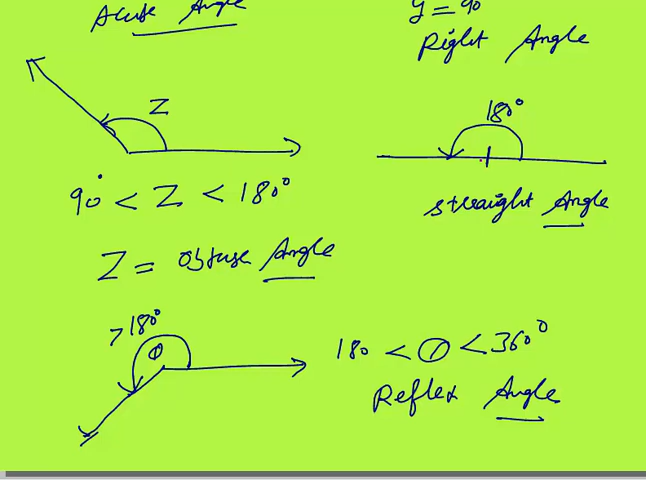 Acute Angle
y = 90
Right Angle
Z
180°
90° < Z < 180°
straight Angle
Z = Obtuse Angle
> 180°
θ
180 < θ < 360°
Reflex Angle